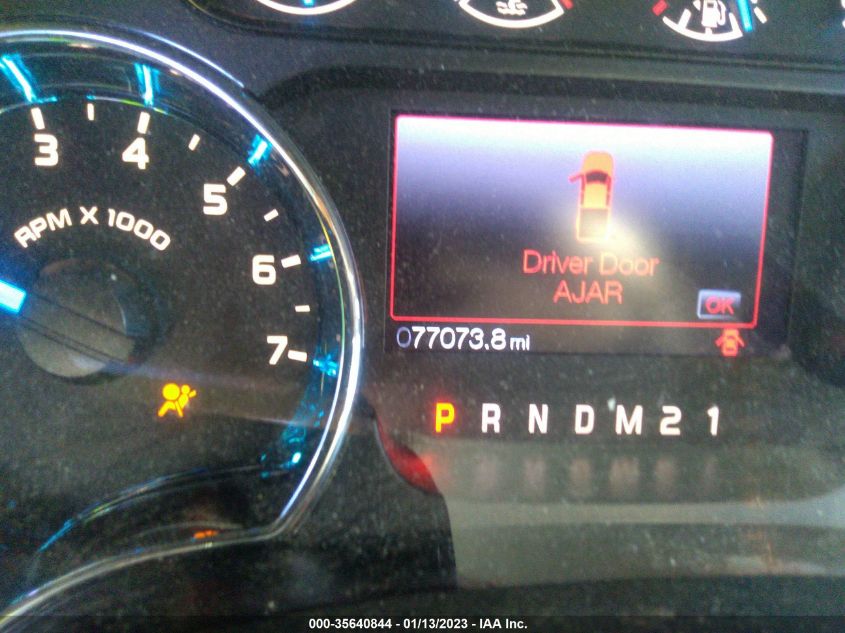 3
4
5
6
7
RPM X 1000
Driver Door
AJAR
OK
077073.8 mi
P R N D M 2 1
000-35640844 - 01/13/2023 - IAA Inc.